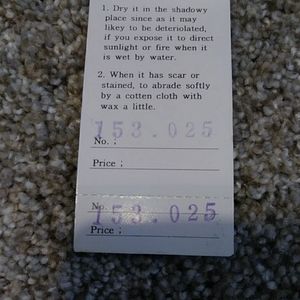 1. Dry it in the shadowy
place since as it may
likey to be deteriolated,
if you expose it to direct
sunlight or fire when it
is wet by water.
2. When it has scar or
stained, to abrade softly
by a cotten cloth with
wax a little.
153.025
No. ;
Price ;
153.025
No.
Price ;